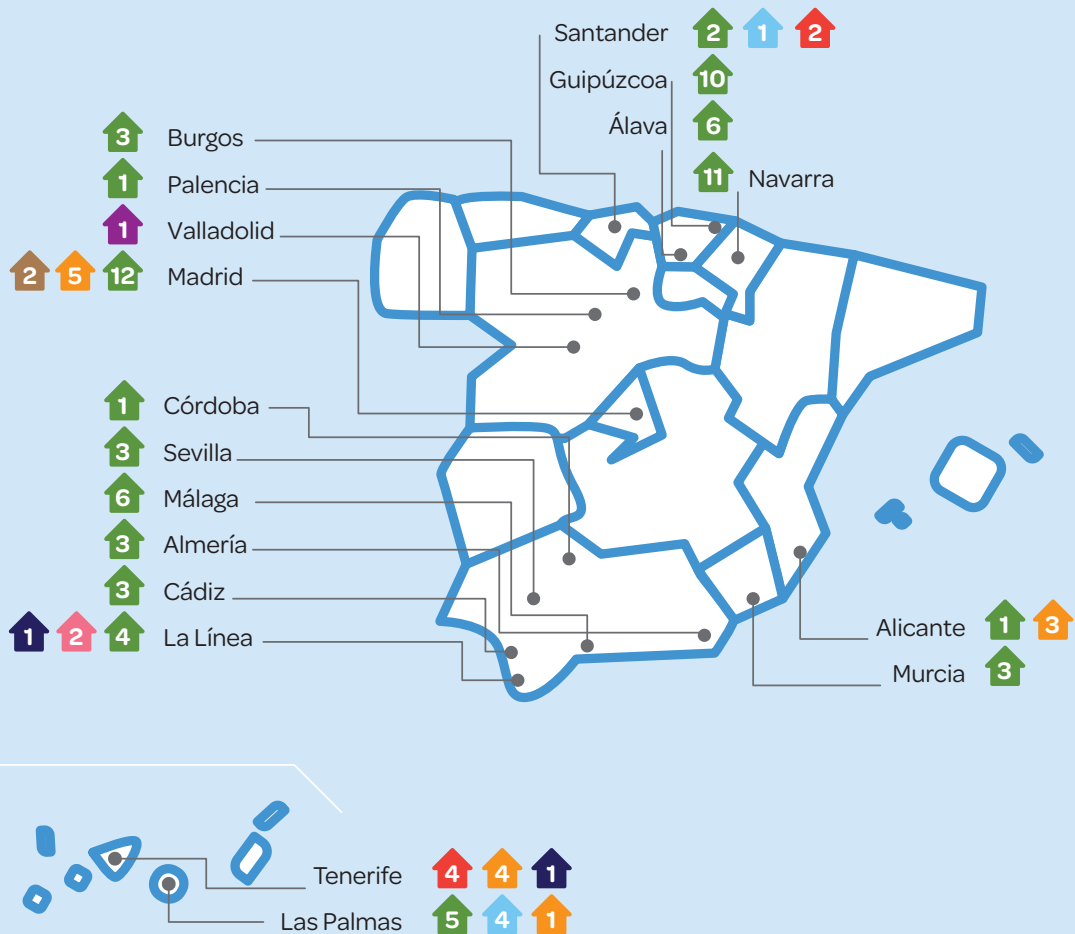 Santander 2 1 2
Guipúzcoa 10
Álava 6
11 Navarra
3 Burgos
1 Palencia
1 Valladolid
2 5 12 Madrid
1 Córdoba
3 Sevilla
6 Málaga
3 Almería
3 Cádiz
1 2 4 La Línea
Alicante 1 3
Murcia 3
Tenerife 4 4 1
Las Palmas 5 4 1